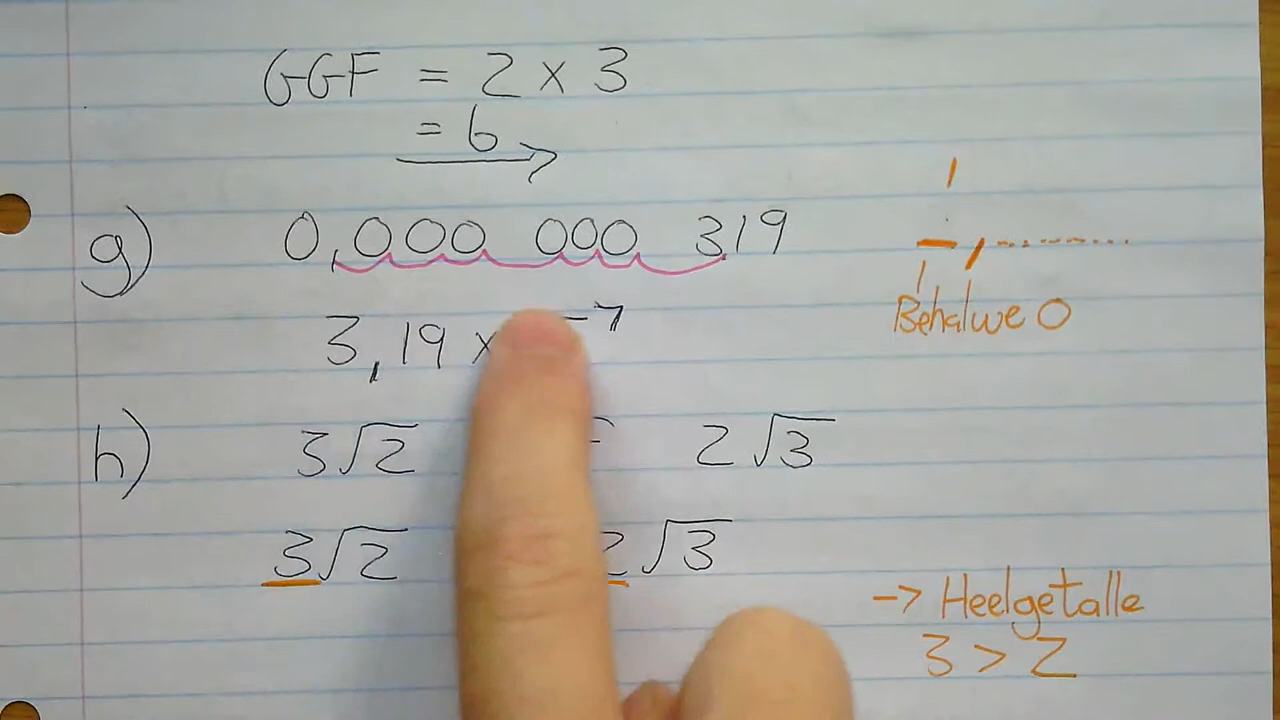 GGF = 2 x 3
= 6
g) 0,000 000 319
3,19 x ⁻⁷
Behalwe 0
h) 3√2 2√3
3√2 2√3
-> Heelgetalle
3 > 2